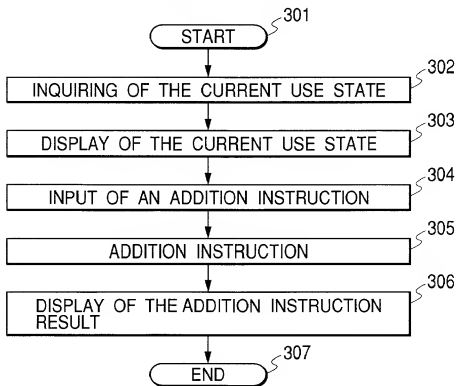 301
START
302
INQUIRING OF THE CURRENT USE STATE
303
DISPLAY OF THE CURRENT USE STATE
304
INPUT OF AN ADDITION INSTRUCTION
305
ADDITION INSTRUCTION
306
DISPLAY OF THE ADDITION INSTRUCTION
RESULT
307
END